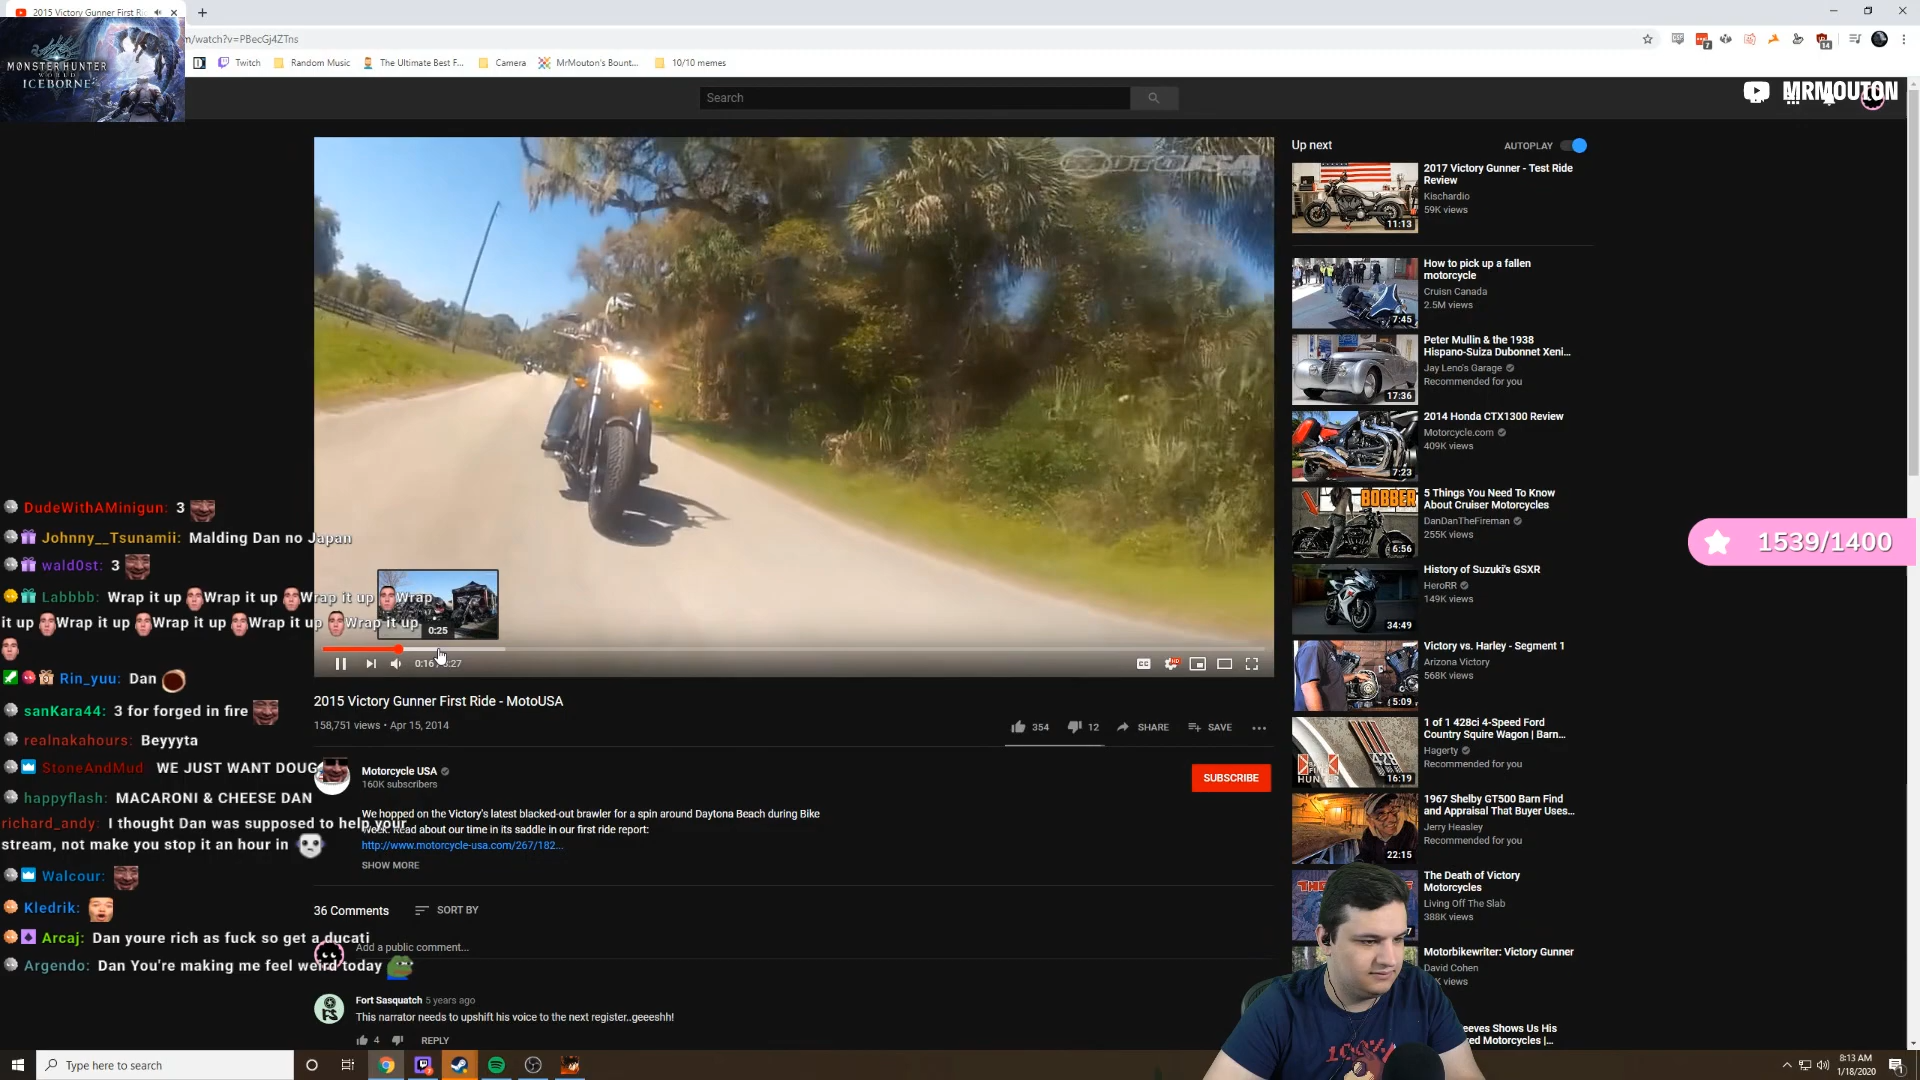 2015 Victory Gunner First Ri
MONSTER HUNTER
WORLD
ICEBORNE
m/watch?v=PBecGj4ZTns
Twitch
Random Music
The Ultimate Best F...
Camera
MrMouton's Bount...
10/10 memes
Search
MRMOUTON
Up next
AUTOPLAY
2017 Victory Gunner - Test Ride
Review
Kischardio
59K views
11:13
How to pick up a fallen
motorcycle
Cruisn Canada
2.5M views
7:45
Peter Mullin & the 1938
Hispano-Suiza Dubonnet Xeni...
Jay Leno's Garage
Recommended for you
17:36
2014 Honda CTX1300 Review
Motorcycle.com
409K views
7:23
BOBBER
5 Things You Need To Know
About Cruiser Motorcycles
DanDanTheFireman
255K views
6:56
1539/1400
History of Suzuki's GSXR
HeroRR
149K views
34:49
Victory vs. Harley - Segment 1
Arizona Victory
568K views
5:09
1 of 1 428ci 4-Speed Ford
Country Squire Wagon | Barn...
Hagerty
Recommended for you
16:19
1967 Shelby GT500 Barn Find
and Appraisal That Buyer Uses...
Jerry Heasley
Recommended for you
22:15
The Death of Victory
Motorcycles
Living Off The Slab
388K views
Motorbikewriter: Victory Gunner
David Cohen
K views
eeves Shows Us His
red Motorcycles |...
DudeWithAMinigun: 3
Johnny__Tsunamii: Malding Dan no Japan
wald0st: 3
Labbbb: Wrap it up Wrap it up Wrap it up Wrap
it up Wrap it up Wrap it up Wrap it up Wrap it up
Rin_yuu: Dan
sanKara44: 3 for forged in fire
realnakahours: Beyyyta
StoneAndMud WE JUST WANT DOUG
happyflash: MACARONI & CHEESE DAN
richard_andy: I thought Dan was supposed to help your
stream, not make you stop it an hour in
Walcour:
Kledrik:
Arcaj: Dan youre rich as fuck so get a ducati
Argendo: Dan You're making me feel weird today
0:25
0:16 / :27
CC
HD
2015 Victory Gunner First Ride - MotoUSA
158,751 views • Apr 15, 2014
354
12
SHARE
SAVE
Motorcycle USA
160K subscribers
SUBSCRIBE
We hopped on the Victory's latest blacked-out brawler for a spin around Daytona Beach during Bike
Week. Read about our time in its saddle in our first ride report:
http://www.motorcycle-usa.com/267/182...
SHOW MORE
36 Comments
SORT BY
Add a public comment...
FS
Fort Sasquatch 5 years ago
This narrator needs to upshift his voice to the next register..geeeshh!
4
REPLY
100%
Type here to search
8:13 AM
1/18/2020